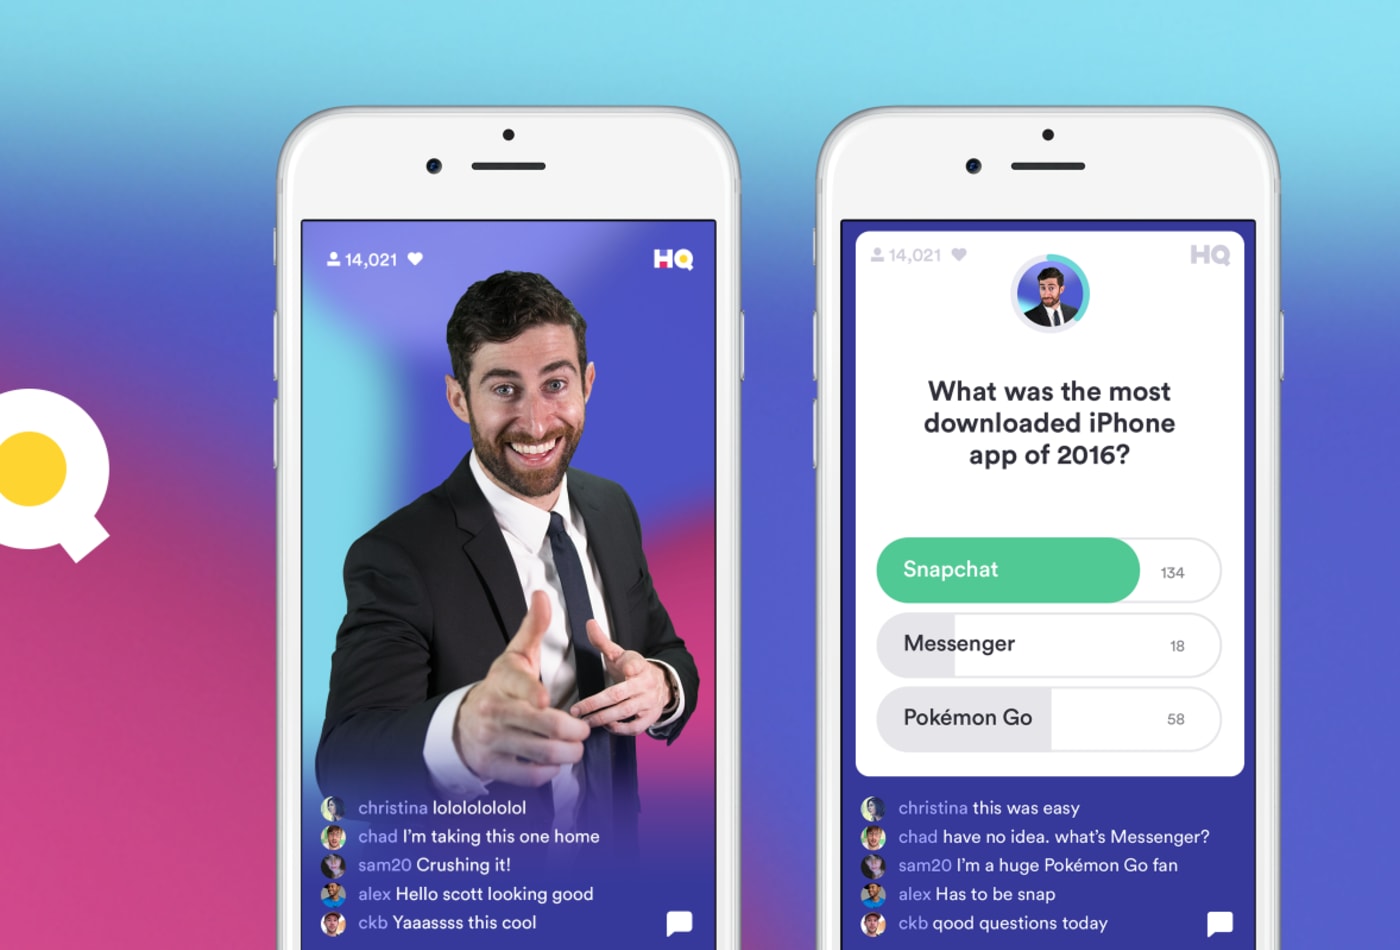 Q
14,021
HQ
christina lolololololol
chad I'm taking this one home
sam20 Crushing it!
alex Hello scott looking good
ckb Yaaassss this cool
14,021
HQ
What was the most
downloaded iPhone
app of 2016?
Snapchat 134
Messenger 18
Pokémon Go 58
christina this was easy
chad have no idea. what's Messenger?
sam20 I'm a huge Pokémon Go fan
alex Has to be snap
ckb good questions today